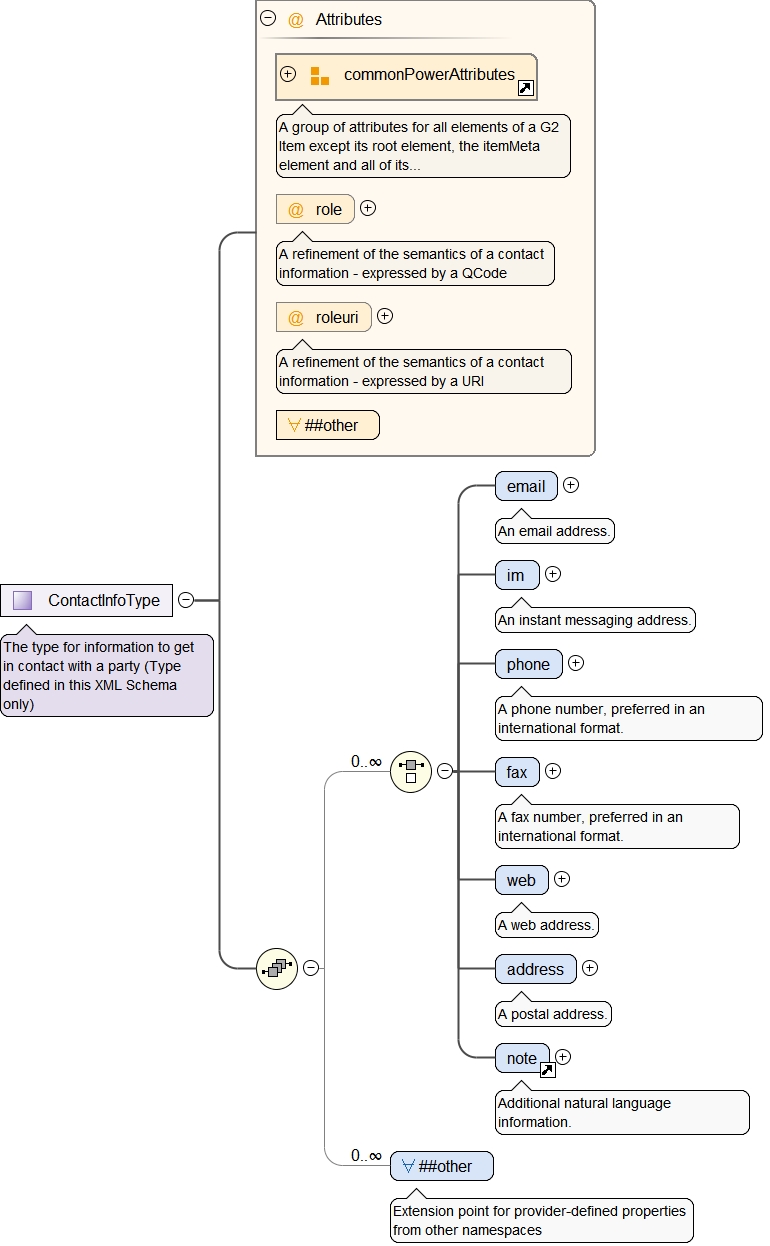 @ Attributes
commonPowerAttributes
A group of attributes for all elements of a G2
Item except its root element, the itemMeta
element and all of its...
@ role
A refinement of the semantics of a contact
information - expressed by a QCode
@ roleuri
A refinement of the semantics of a contact
information - expressed by a URI
##other
ContactInfoType
The type for information to get
in contact with a party (Type
defined in this XML Schema
only)
0..∞
email
An email address.
im
An instant messaging address.
phone
A phone number, preferred in an
international format.
fax
A fax number, preferred in an
international format.
web
A web address.
address
A postal address.
note
Additional natural language
information.
0..∞
##other
Extension point for provider-defined properties
from other namespaces